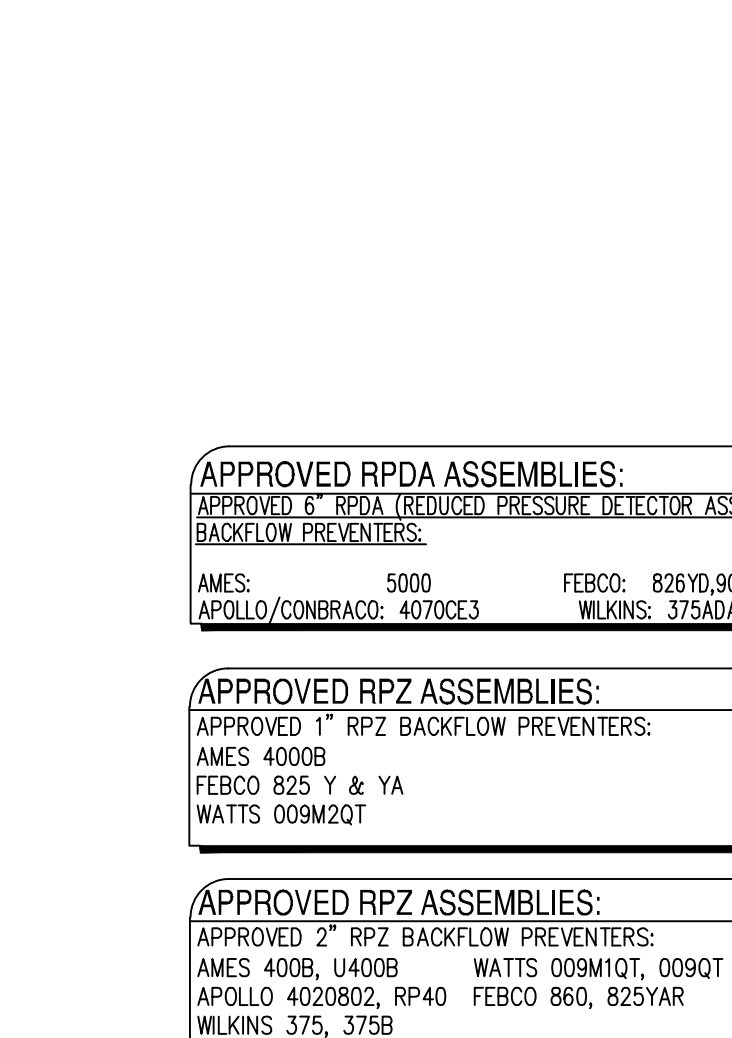 APPROVED RPDA ASSEMBLIES:
APPROVED 6" RPDA (REDUCED PRESSURE DETECTOR
BACKFLOW PREVENTERS:
AMES: 5000 FEBCO: 826YD,
APOLLO/CONBRACO: 4070CE3 WILKINS: 375ADA
APPROVED RPZ ASSEMBLIES:
APPROVED 1" RPZ BACKFLOW PREVENTERS:
AMES 4000B
FEBCO 825 Y & YA
WATTS 009M2QT
APPROVED RPZ ASSEMBLIES:
APPROVED 2" RPZ BACKFLOW PREVENTERS:
AMES 400B, U400B WATTS 009M1QT, 009QT
APOLLO 4020802, RP40 FEBCO 860, 825YAR
WILKINS 375, 375B